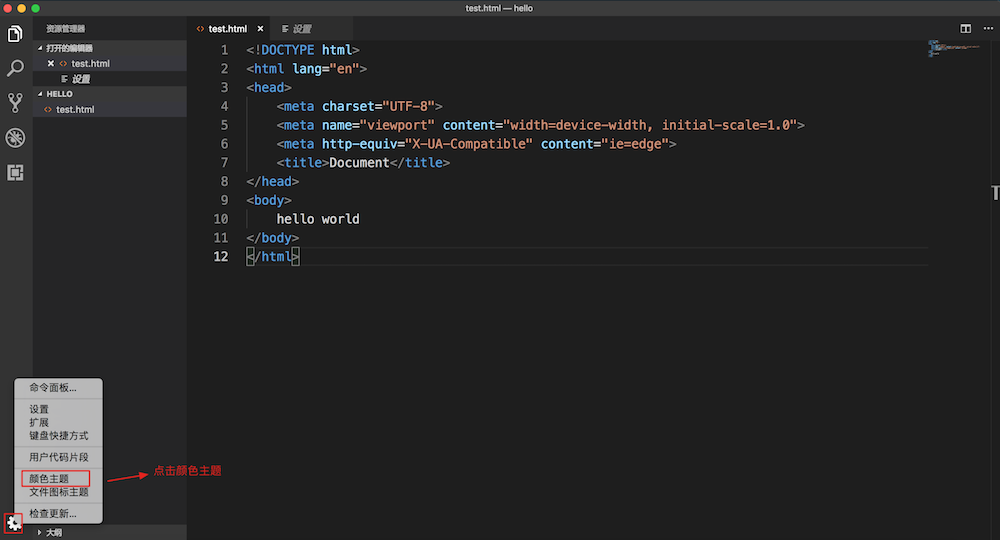 test.html — hello
资源管理器
打开的编辑器
test.html
设置
HELLO
test.html
test.html
设置
1 <!DOCTYPE html>
2 <html lang="en">
3 <head>
4 <meta charset="UTF-8">
5 <meta name="viewport" content="width=device-width, initial-scale=1.0">
6 <meta http-equiv="X-UA-Compatible" content="ie=edge">
7 <title>Document</title>
8 </head>
9 <body>
10 hello world
11 </body>
12 </html>
命令面板...
设置
扩展
键盘快捷方式
用户代码片段
颜色主题
文件图标主题
检查更新...
点击颜色主题
大纲
T